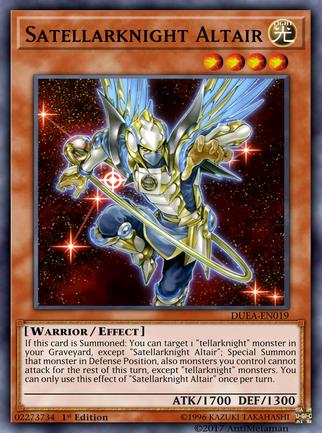 SATELLARKNIGHT ALTAIR
LIGHT
光
DUEA-EN019
[WARRIOR / EFFECT]
If this card is Summoned: You can target 1 "tellarknight" monster in
your Graveyard, except "Satellarknight Altair"; Special Summon
that monster in Defense Position, also monsters you control cannot
attack for the rest of this turn, except "tellarknight" monsters. You
can only use this effect of "Satellarknight Altair" once per turn.
ATK/1700 DEF/1300
02273734 1st Edition ©1996 KAZUKI TAKAHASHI
©2017 AntiMetaman